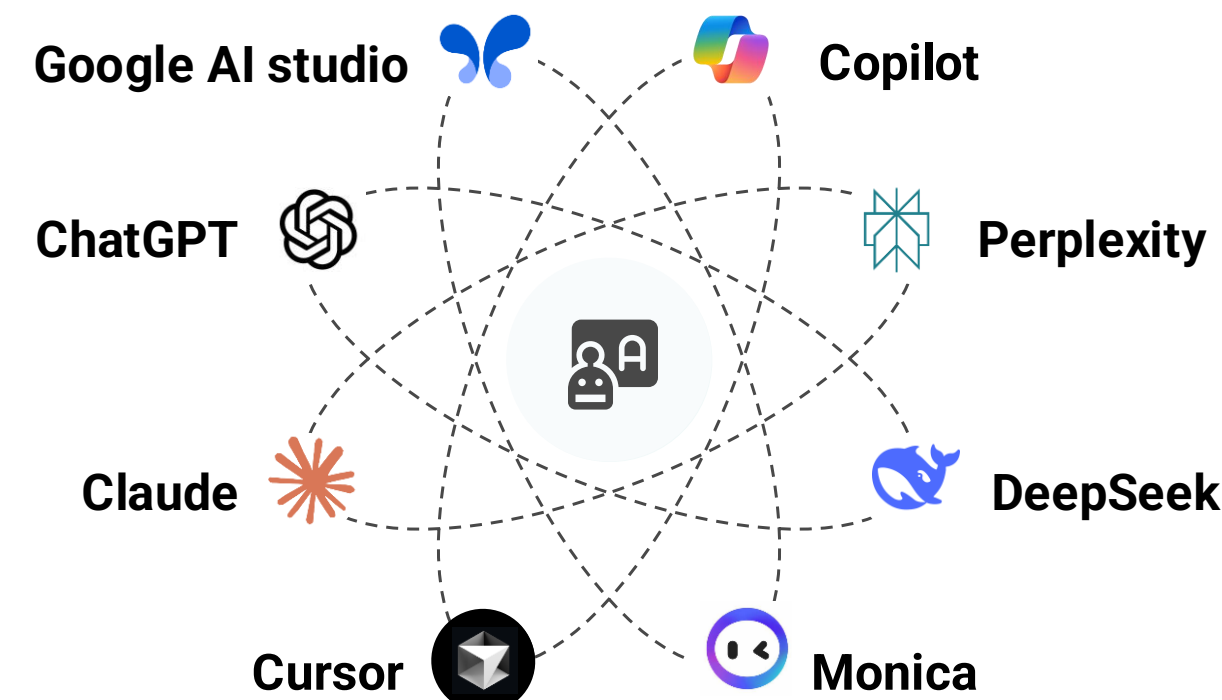 Google AI studio
Copilot
ChatGPT
Perplexity
A
Claude
DeepSeek
Cursor
Monica